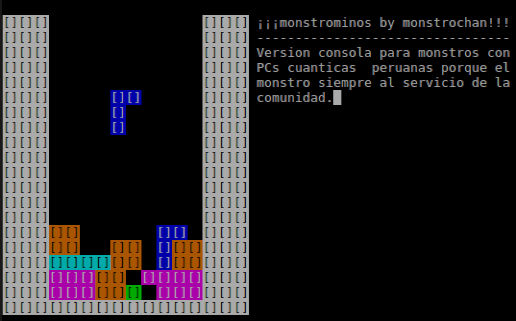 ¡¡¡monstrominos by monstrochan!!!
---------------------------------
Version consola para monstros con
PCs cuanticas  peruanas porque el
monstro siempre al servicio de la
comunidad.